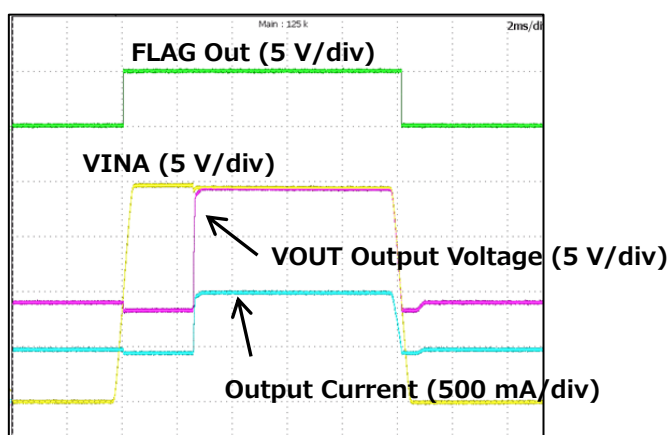 Main : 125 k
2ms/di
FLAG Out (5 V/div)
VINA (5 V/div)
VOUT Output Voltage (5 V/div)
Output Current (500 mA/div)